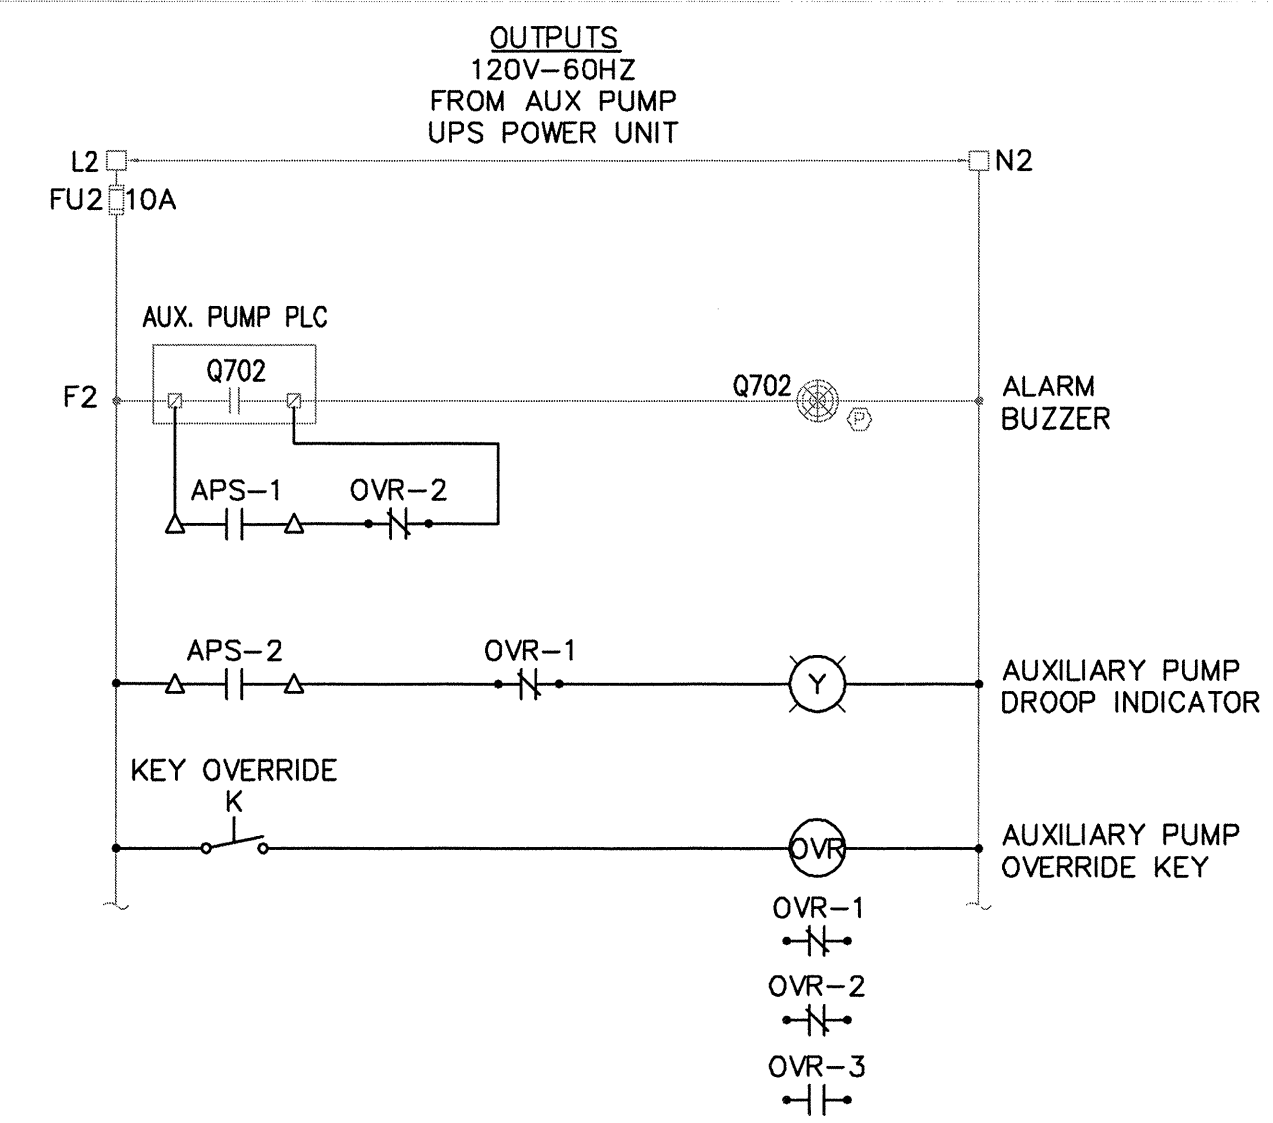 OUTPUTS
120V-60HZ
FROM AUX PUMP
UPS POWER UNIT
L2
N2
FU2 10A
AUX. PUMP PLC
Q702
F2
Q702
P
ALARM
BUZZER
APS-1
OVR-2
APS-2
OVR-1
Y
AUXILIARY PUMP
DROOP INDICATOR
KEY OVERRIDE
K
OVR
AUXILIARY PUMP
OVERRIDE KEY
OVR-1
OVR-2
OVR-3